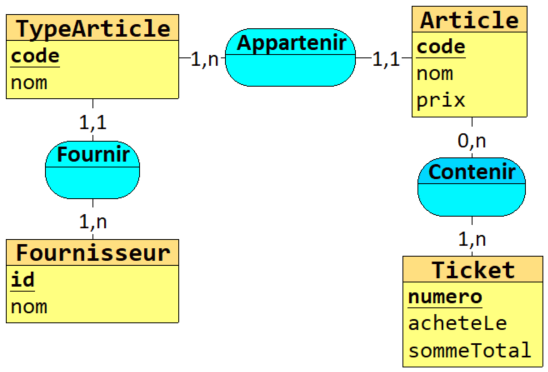 TypeArticle
code
nom
1,n
Appartenir
1,1
Article
code
nom
prix
1,1
Fournir
1,n
0,n
Contenir
1,n
Fournisseur
id
nom
Ticket
numero
acheteLe
sommeTotal